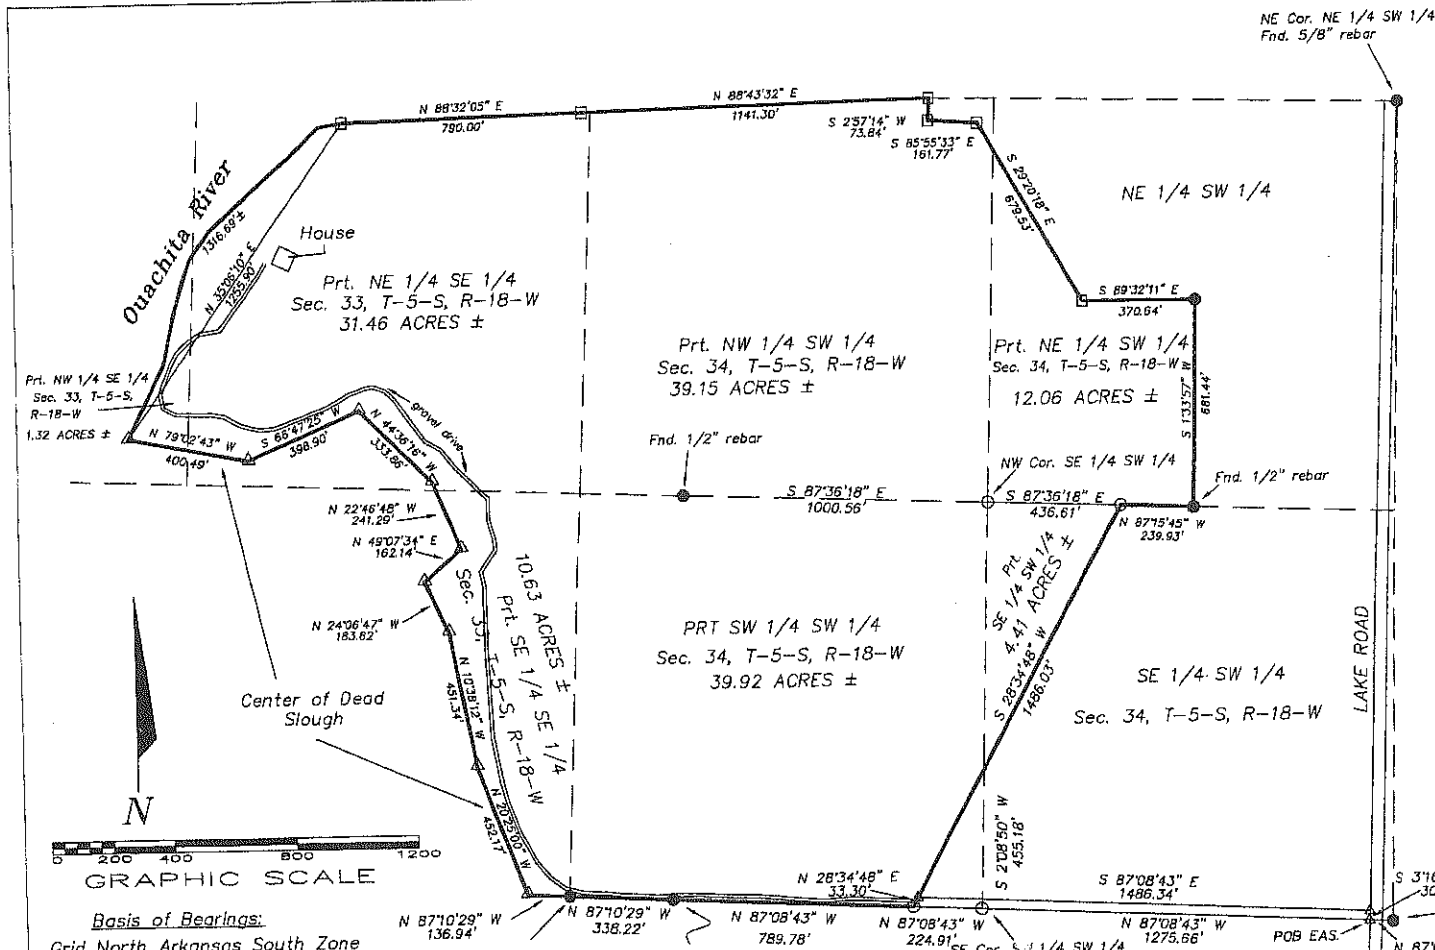 NE Cor. NE 1/4 SW 1/4
Fnd. 5/8" rebar
N 88°32'05" E
790.00'
N 88°43'32" E
1141.30'
S 2°57'14" W
73.84'
S 85°55'33" E
161.77'
S 29°20'18" E
679.53'
NE 1/4 SW 1/4
Ouachita River
1316.69'±
N 35°06'10" E
1255.90'
House
Prt. NE 1/4 SE 1/4
Sec. 33, T-5-S, R-18-W
31.46 ACRES ±
S 89°32'11" E
370.64'
Prt. NW 1/4 SW 1/4
Sec. 34, T-5-S, R-18-W
39.15 ACRES ±
Prt. NE 1/4 SW 1/4
Sec. 34, T-5-S, R-18-W
12.06 ACRES ±
S 1°33'57" W
681.44'
Prt. NW 1/4 SE 1/4
Sec. 33, T-5-S,
R-18-W
1.32 ACRES ±
N 79°02'43" W
400.49'
S 66°47'25" W
398.90'
N 44°36'16" W
333.86'
gravel drive
Fnd. 1/2" rebar
NW Cor. SE 1/4 SW 1/4
Fnd. 1/2" rebar
S 87°36'18" E
1000.56'
S 87°36'18" E
436.61'
N 87°15'45" W
239.93'
N 22°46'48" W
241.29'
N 49°07'34" E
162.14'
N 24°06'47" W
183.62'
10.63 ACRES ±
Prt. SE 1/4 SE 1/4
Sec. 33, T-5-S, R-18-W
Prt.
SE 1/4 SW 1/4
4.41 ACRES ±
S 28°34'48" W
1486.03'
PRT SW 1/4 SW 1/4
Sec. 34, T-5-S, R-18-W
39.92 ACRES ±
SE 1/4 SW 1/4
Sec. 34, T-5-S, R-18-W
LAKE ROAD
Center of Dead
Slough
N 10°38'12" W
451.34'
N 20°25'00" W
452.17'
N
0 200 400 800 1200
GRAPHIC SCALE
S 2°08'50" W
455.18'
N 28°34'48" E
33.30'
S 87°08'43" E
1486.34'
S 3°16
30
Basis of Bearings:
Grid North Arkansas South Zone
N 87°10'29" W
136.94'
N 87°10'29" W
338.22'
N 87°08'43" W
789.78'
N 87°08'43" W
224.91'
N 87°08'43" W
1275.66'
POB EAS.